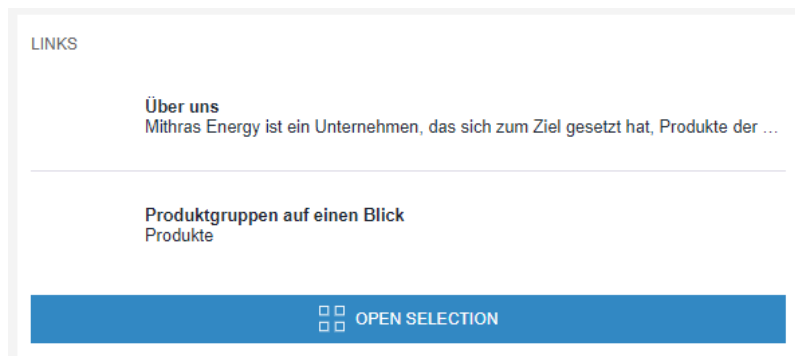 LINKS
Über uns
Mithras Energy ist ein Unternehmen, das sich zum Ziel gesetzt hat, Produkte der ...
Produktgruppen auf einen Blick
Produkte
OPEN SELECTION